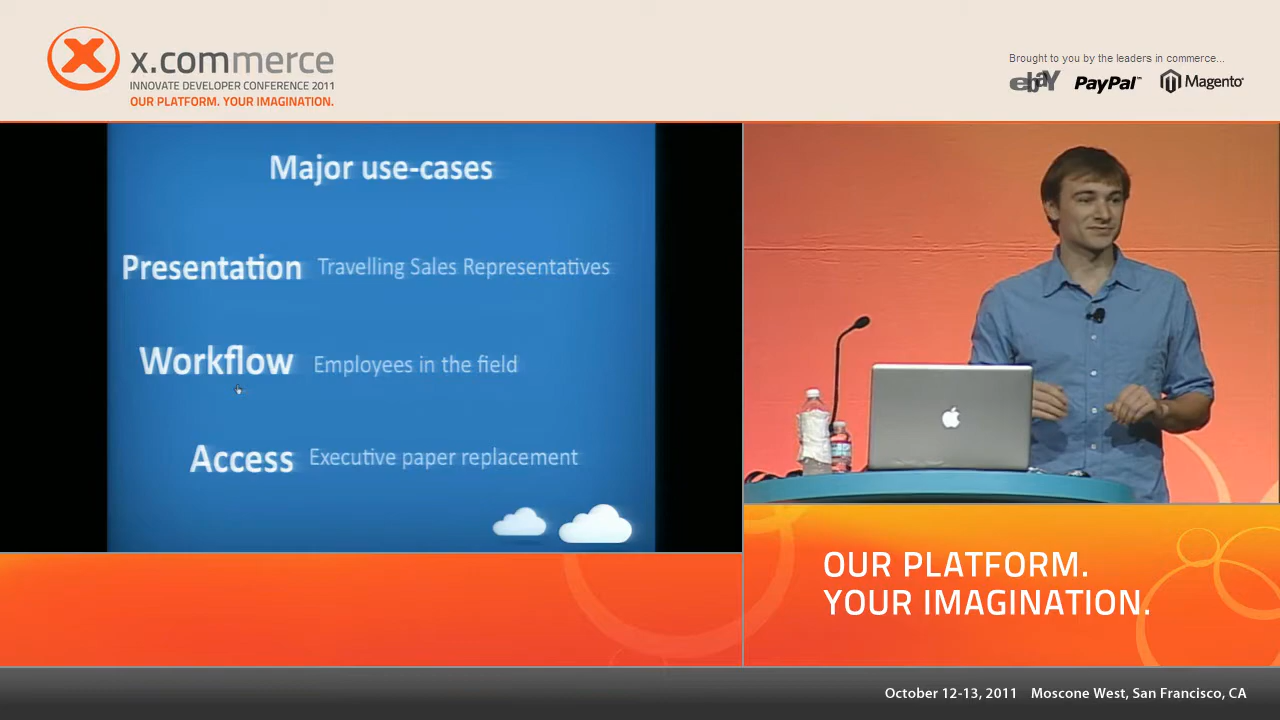 x.commerce
INNOVATE DEVELOPER CONFERENCE 2011
OUR PLATFORM. YOUR IMAGINATION.
Brought to you by the leaders in commerce...
ebaY PayPal™ Magento®
Major use-cases
Presentation Travelling Sales Representatives
Workflow Employees in the field
Access Executive paper replacement
OUR PLATFORM.
YOUR IMAGINATION.
October 12-13, 2011 Moscone West, San Francisco, CA